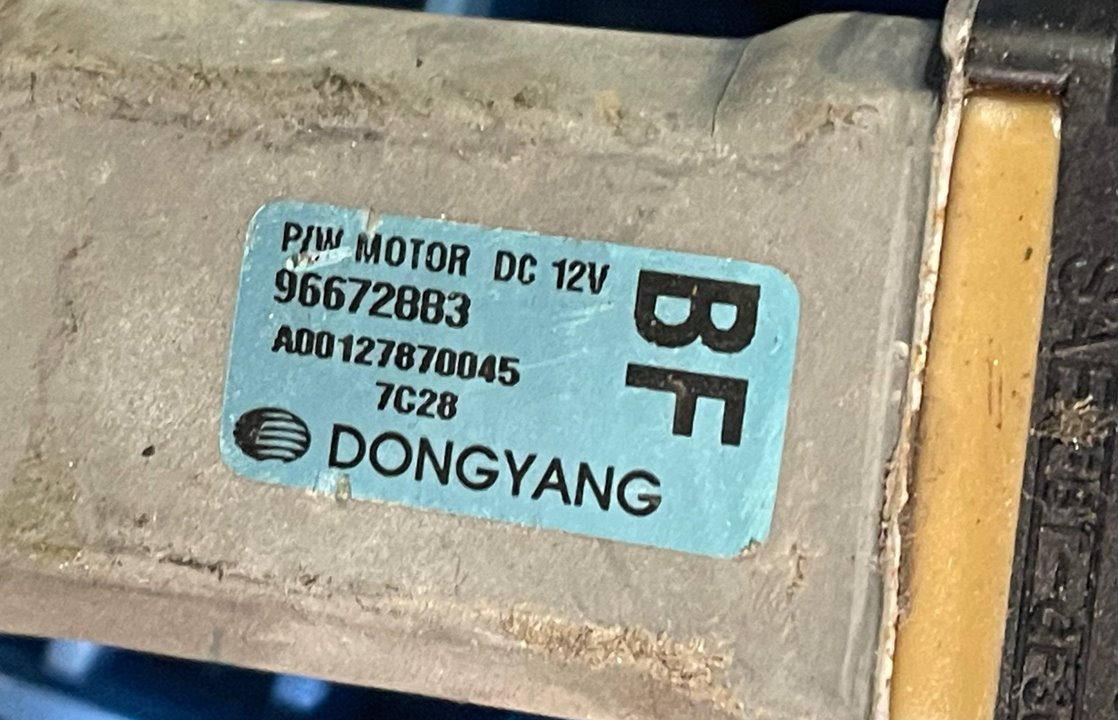 P/W MOTOR DC 12V
96672883
A00127870045
7C28
DONGYANG
BF